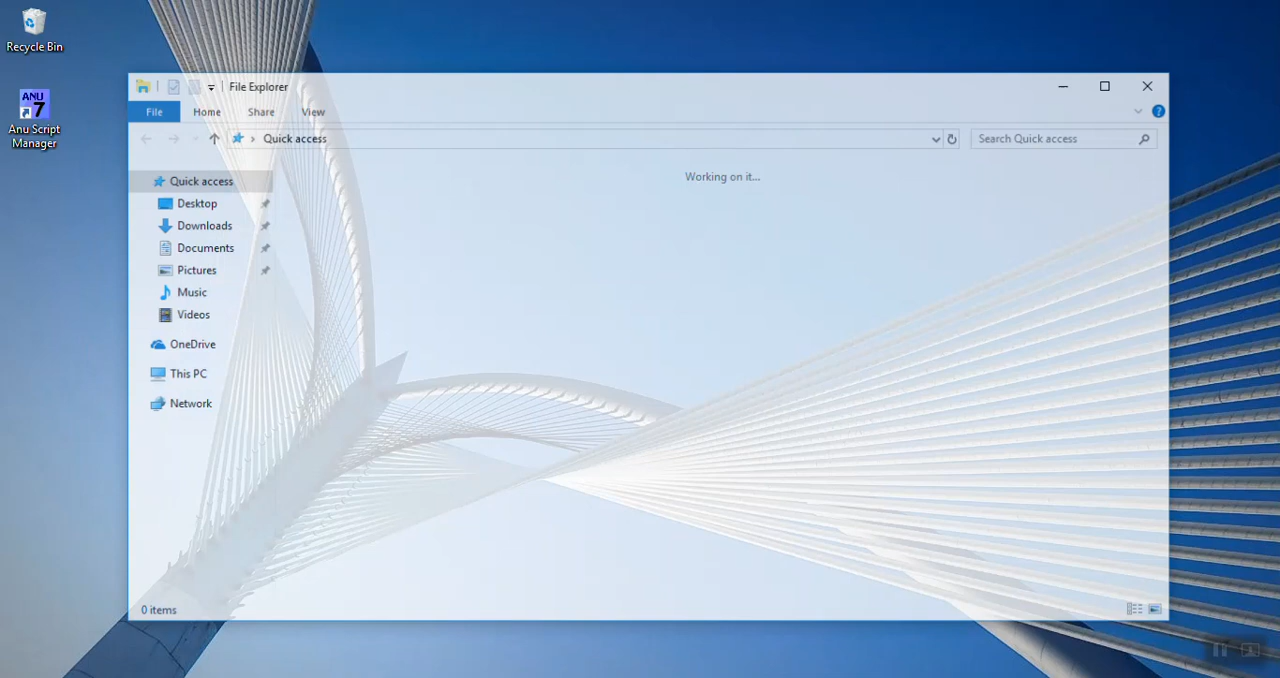 Recycle Bin
ANU
7
Anu Script
Manager
File Explorer
File Home Share View
Quick access
Search Quick access
Working on it...
Quick access
Desktop
Downloads
Documents
Pictures
Music
Videos
OneDrive
This PC
Network
0 items